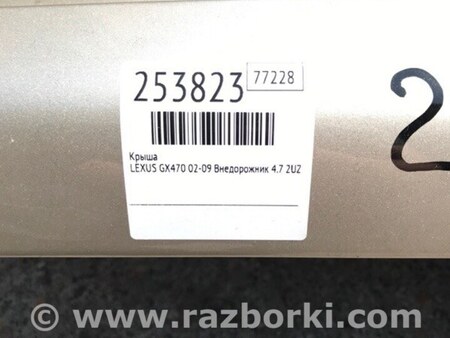 253823
77228
Крыша
LEXUS GX470 02-09 Внедорожник 4.7 2UZ
2
© www.razborki.com